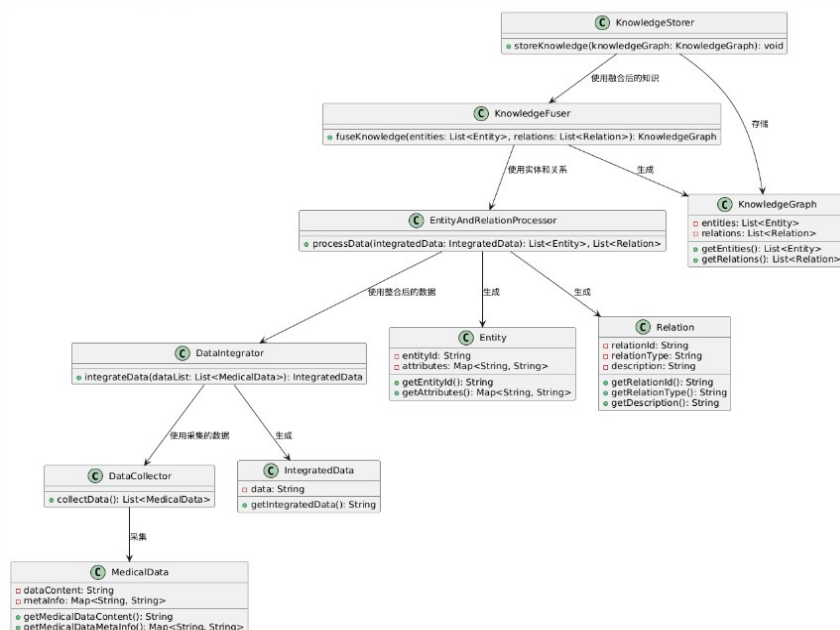 C KnowledgeStorer
storeKnowledge(knowledgeGraph: KnowledgeGraph): void
使用融合后的知识
存储
C KnowledgeFuser
fuseKnowledge(entities: List<Entity>, relations: List<Relation>): KnowledgeGraph
使用实体和关系
生成
C KnowledgeGraph
entities: List<Entity>
relations: List<Relation>
getEntities(): List<Entity>
getRelations(): List<Relation>
C EntityAndRelationProcessor
processData(integratedData: IntegratedData): List<Entity>, List<Relation>
使用整合后的数据
生成
生成
C DataIntegrator
integrateData(dataList: List<MedicalData>): IntegratedData
C Entity
entityId: String
attributes: Map<String, String>
getEntityId(): String
getAttributes(): Map<String, String>
C Relation
relationId: String
relationType: String
description: String
getRelationId(): String
getRelationType(): String
getDescription(): String
使用采集的数据
生成
C DataCollector
collectData(): List<MedicalData>
C IntegratedData
data: String
getIntegratedData(): String
采集
C MedicalData
dataContent: String
metaInfo: Map<String, String>
getMedicalDataContent(): String
getMedicalDataMetaInfo(): Map<String, String>